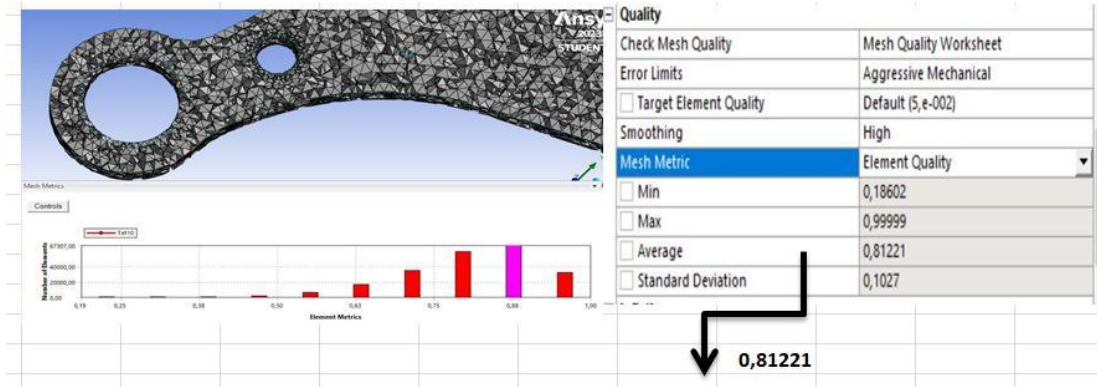 Ansys
2023
STUDENT
Mesh Metrics
Controls
Tet10
Number of Elements
67307,00
40000,00
20000,00
0,00
0,19 0,25 0,38 0,50 0,63 0,75 0,88 1,00
Element Metrics
Quality
Check Mesh Quality Mesh Quality Worksheet
Error Limits Aggressive Mechanical
Target Element Quality Default (5,e-002)
Smoothing High
Mesh Metric Element Quality
Min 0,18602
Max 0,99999
Average 0,81221
Standard Deviation 0,1027
0,81221